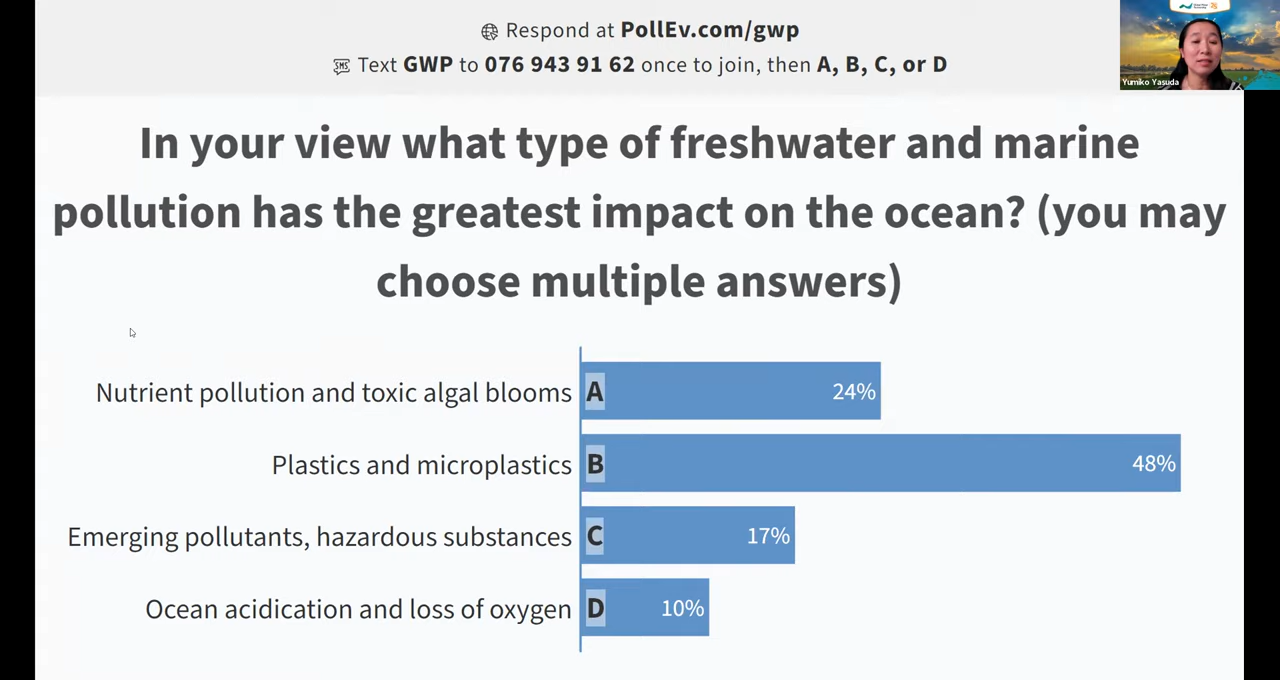 Respond at PollEv.com/gwp
Text GWP to 076 943 91 62 once to join, then A, B, C, or D
Yumiko Yasuda
In your view what type of freshwater and marine
pollution has the greatest impact on the ocean? (you may
choose multiple answers)
Nutrient pollution and toxic algal blooms A 24%
Plastics and microplastics B 48%
Emerging pollutants, hazardous substances C 17%
Ocean acidication and loss of oxygen D 10%